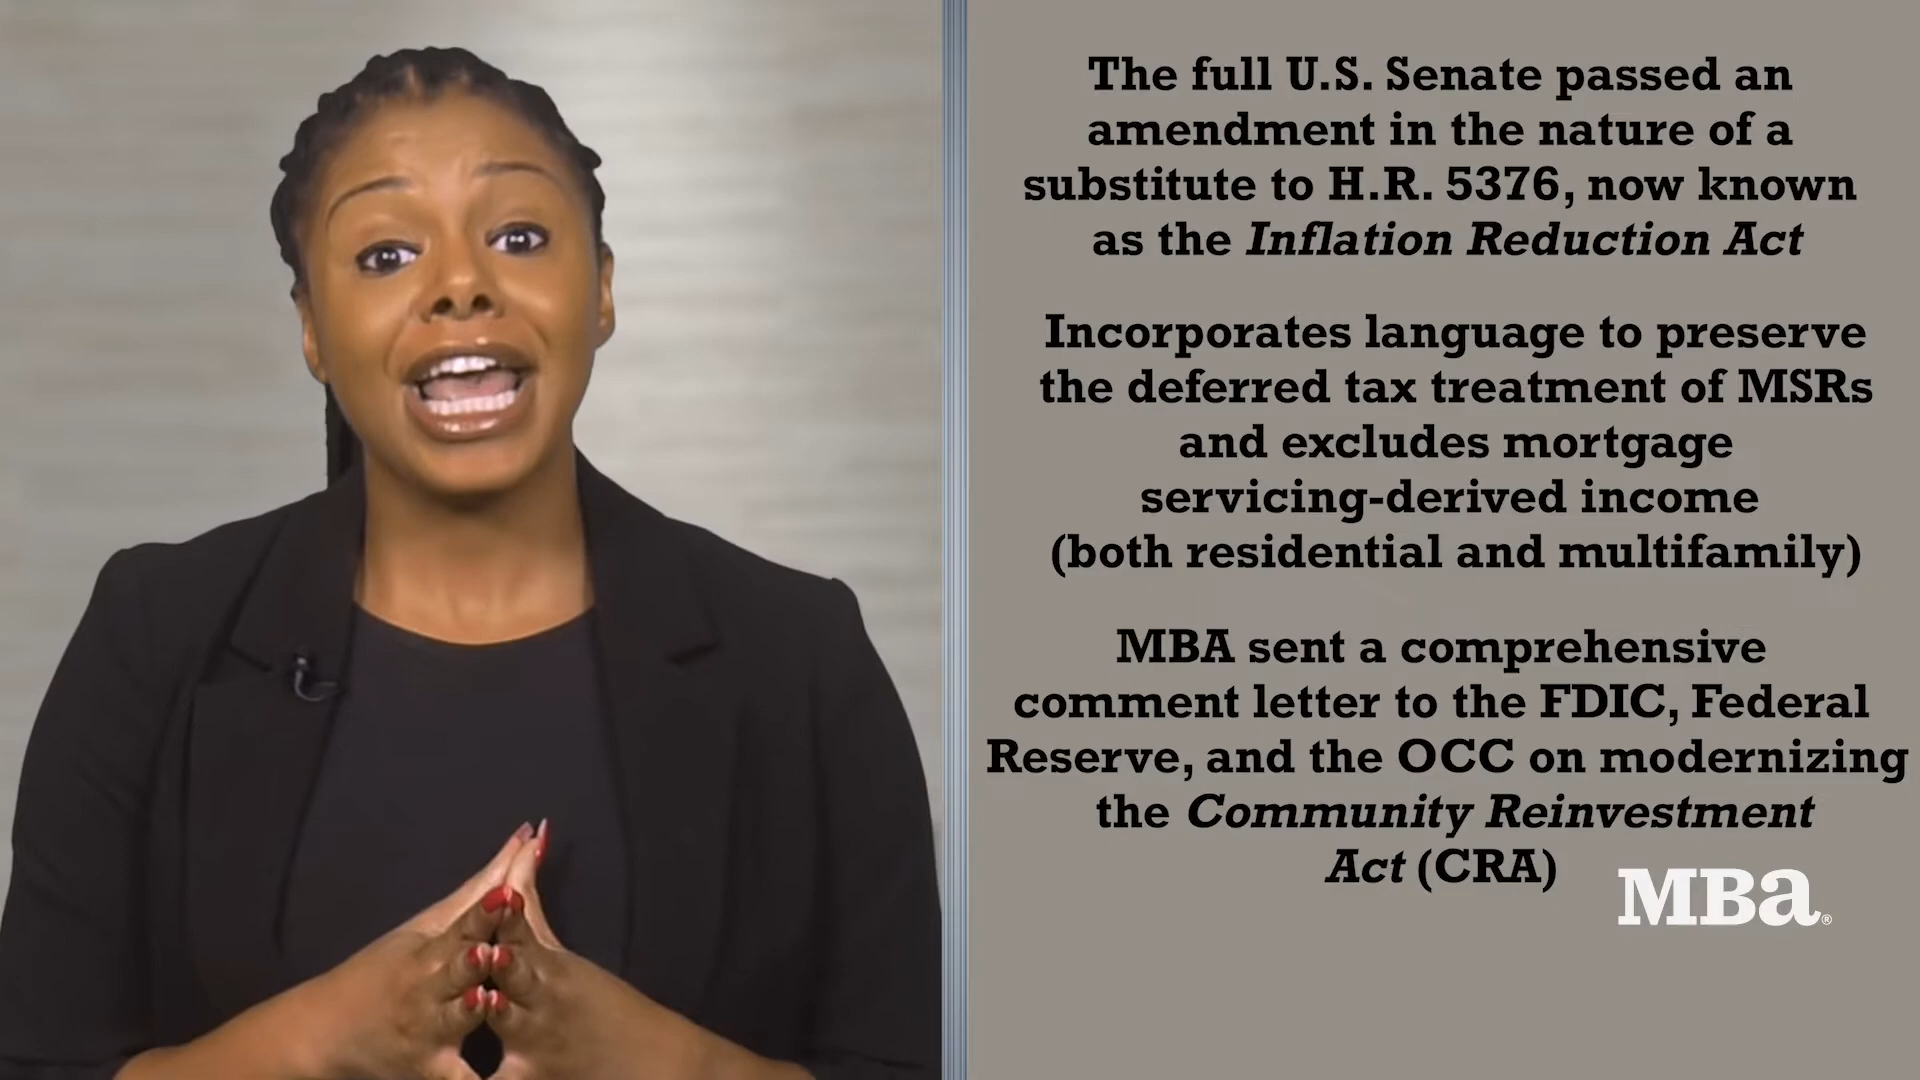 The full U.S. Senate passed an
amendment in the nature of a
substitute to H.R. 5376, now known
as the Inflation Reduction Act
Incorporates language to preserve
the deferred tax treatment of MSRs
and excludes mortgage
servicing-derived income
(both residential and multifamily)
MBA sent a comprehensive
comment letter to the FDIC, Federal
Reserve, and the OCC on modernizing
the Community Reinvestment
Act (CRA)
MBa®